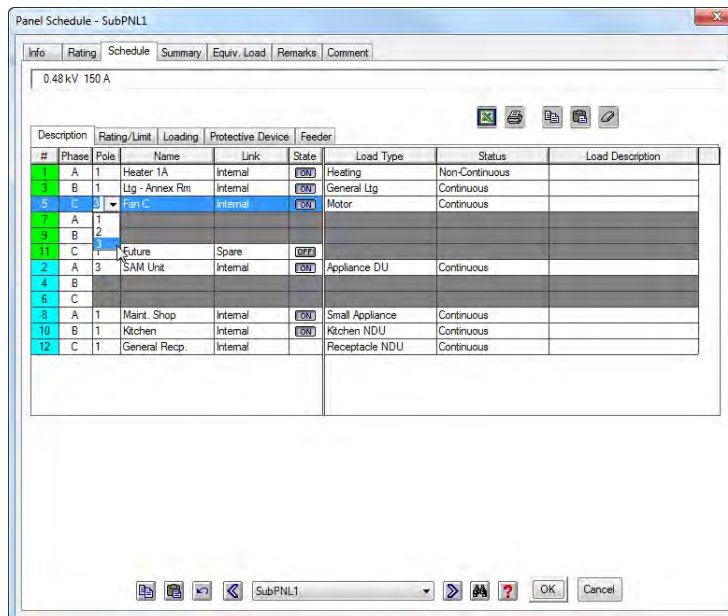 Panel Schedule - SubPNL1
Info Rating Schedule Summary Equiv. Load Remarks Comment
0.48 kV 150 A
Description Rating/Limit Loading Protective Device Feeder
# Phase Pole Name Link State Load Type Status Load Description
1 A 1 Heater 1A Internal ON Heating Non-Continuous
3 B 1 Ltg - Annex Rm Internal ON General Ltg Continuous
5 C 3 Fan C Internal ON Motor Continuous
7 A 1
9 B 2
3
11 C 1 Future Spare OFF
2 A 3 SAM Unit Internal ON Appliance DU Continuous
4 B
6 C
8 A 1 Maint. Shop Internal ON Small Appliance Continuous
10 B 1 Kitchen Internal ON Kitchen NDU Continuous
12 C 1 General Recp. Internal Receptacle NDU Continuous
SubPNL1 ? OK Cancel